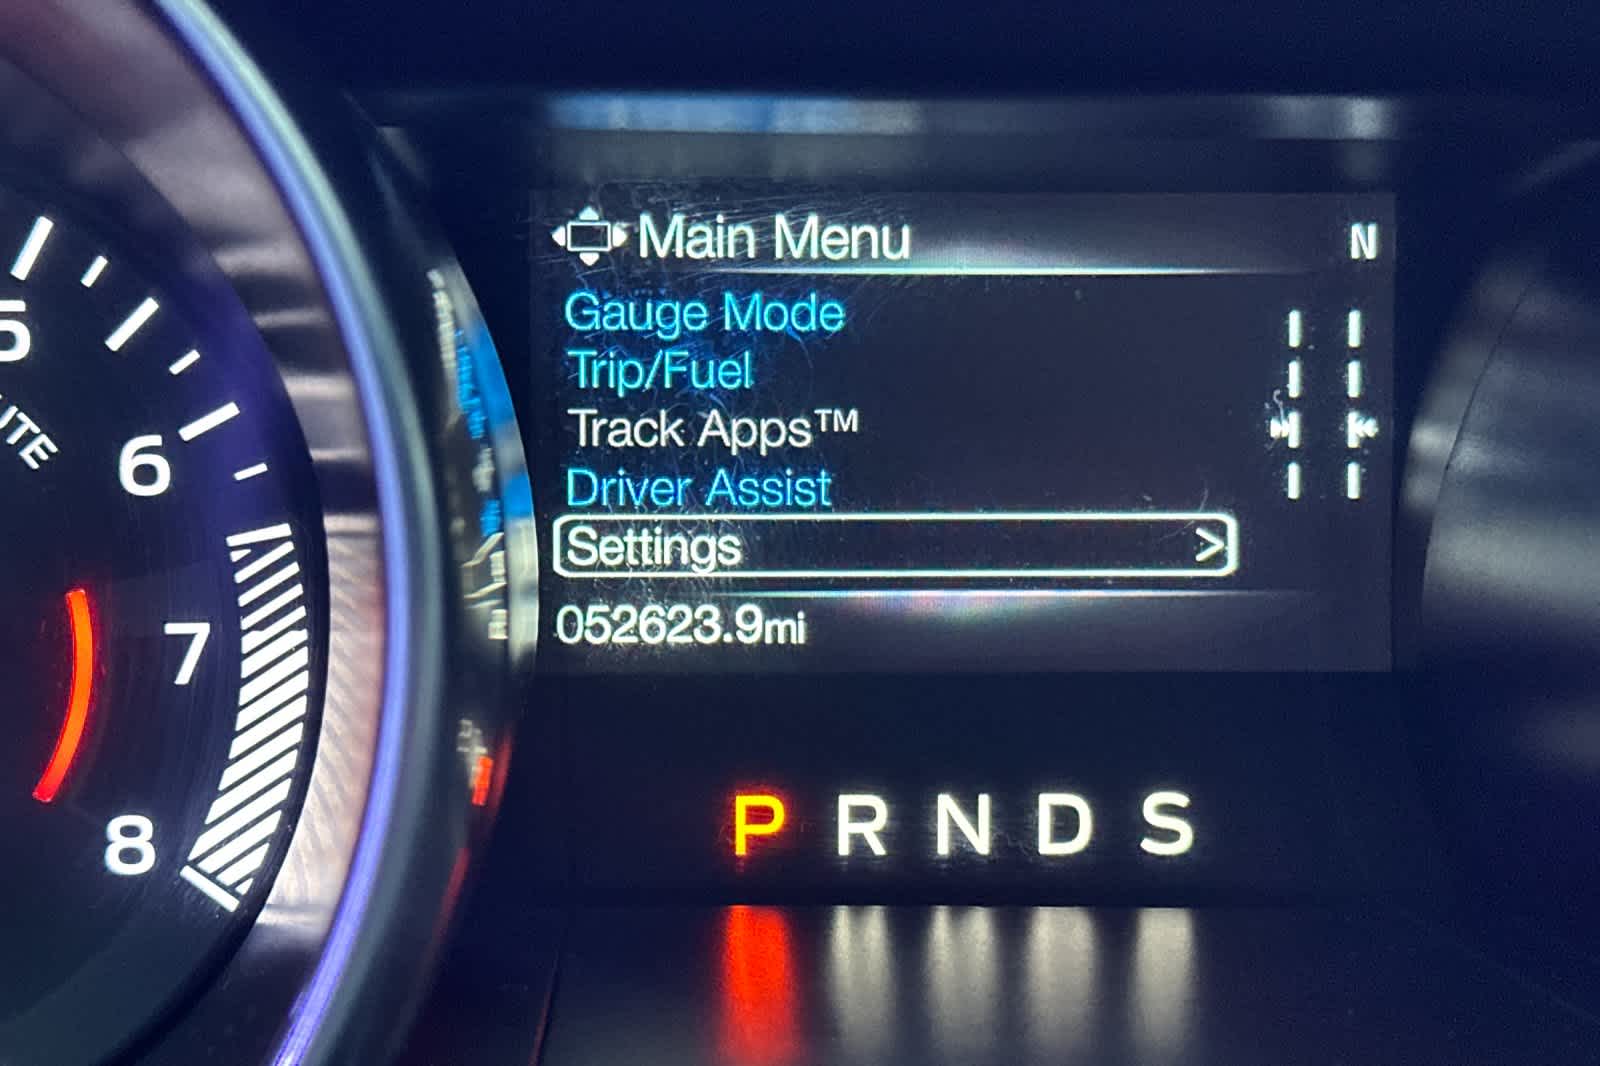 Main Menu
N
Gauge Mode
Trip/Fuel
Track Apps™
Driver Assist
Settings >
052623.9mi
P R N D S
5
6
7
8